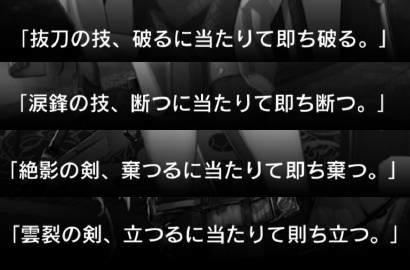 「抜刀の技、破るに当たりて即ち破る。」
「涙鋒の技、断つに当たりて即ち断つ。」
「絶影の剣、棄つるに当たりて即ち棄つ。」
「雲裂の剣、立つるに当たりて則ち立つ。」